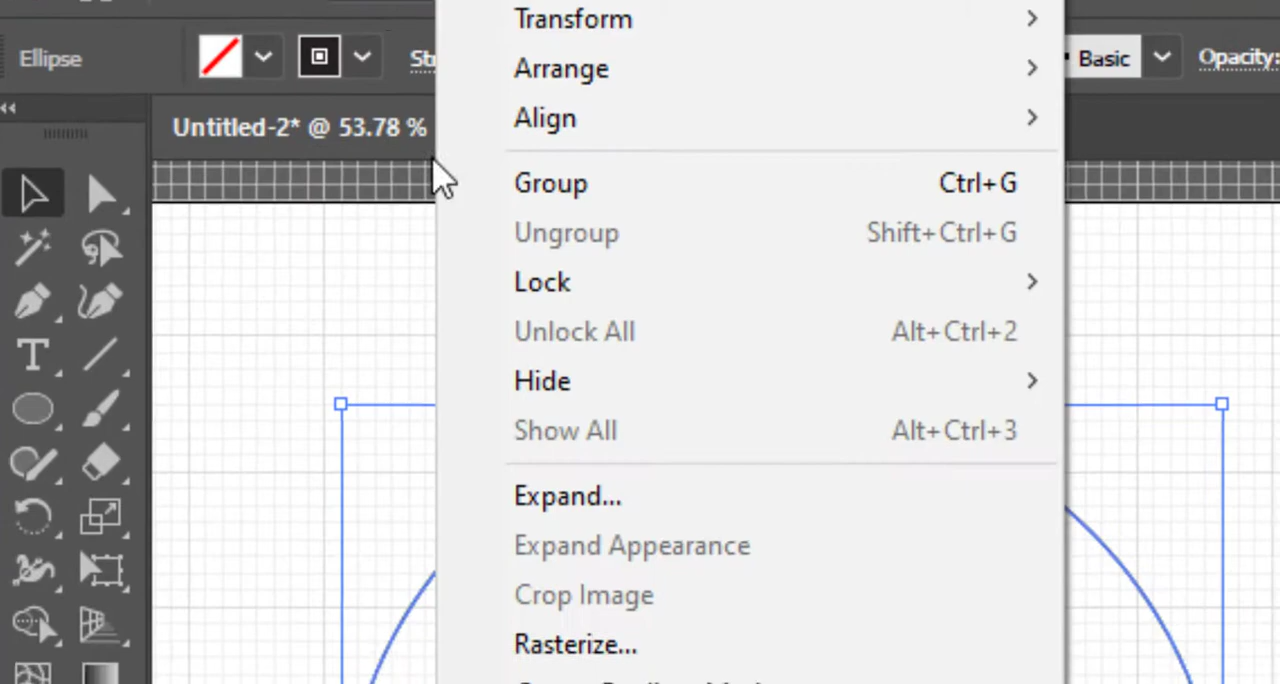 Transform
Ellipse
Str
Basic
Opacity:
Arrange
Align
Untitled-2* @ 53.78 %
Group Ctrl+G
Ungroup Shift+Ctrl+G
Lock
Unlock All Alt+Ctrl+2
Hide
Show All Alt+Ctrl+3
Expand...
Expand Appearance
Crop Image
Rasterize...